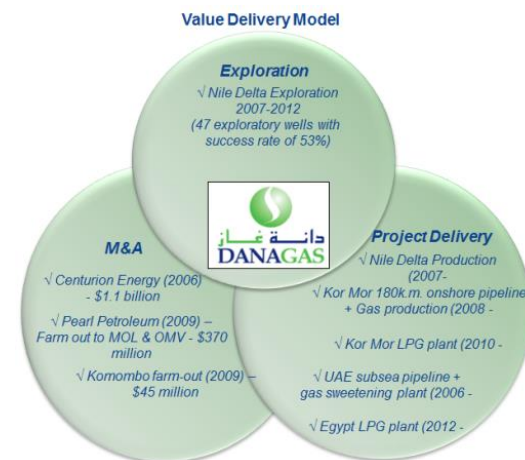 Value Delivery Model
Exploration
√ Nile Delta Exploration
2007-2012
(47 exploratory wells with
success rate of 53%)
دانـة غـاز
DANAGAS
M&A
√ Centurion Energy (2006)
- $1.1 billion
√ Pearl Petroleum (2009) –
Farm out to MOL & OMV - $370
million
√ Komombo farm-out (2009) –
$45 million
Project Delivery
√ Nile Delta Production
(2007-
√ Kor Mor 180k.m. onshore pipeline
+ Gas production (2008 -
√ Kor Mor LPG plant (2010 -
√ UAE subsea pipeline +
gas sweetening plant (2006 -
√ Egypt LPG plant (2012 -